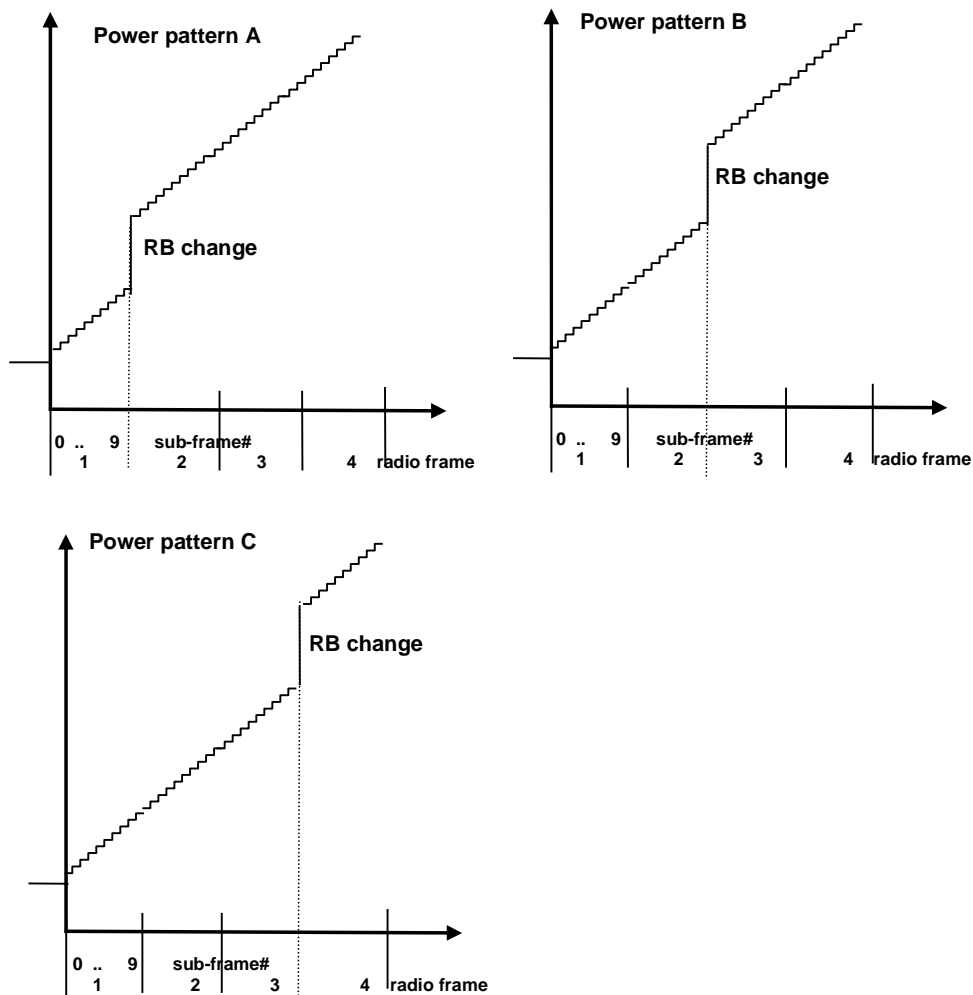 Power pattern A
RB change
0 .. 9 sub-frame#
1 2 3 4 radio frame
Power pattern B
RB change
0 .. 9 sub-frame#
1 2 3 4 radio frame
Power pattern C
RB change
0 .. 9 sub-frame#
1 2 3 4 radio frame